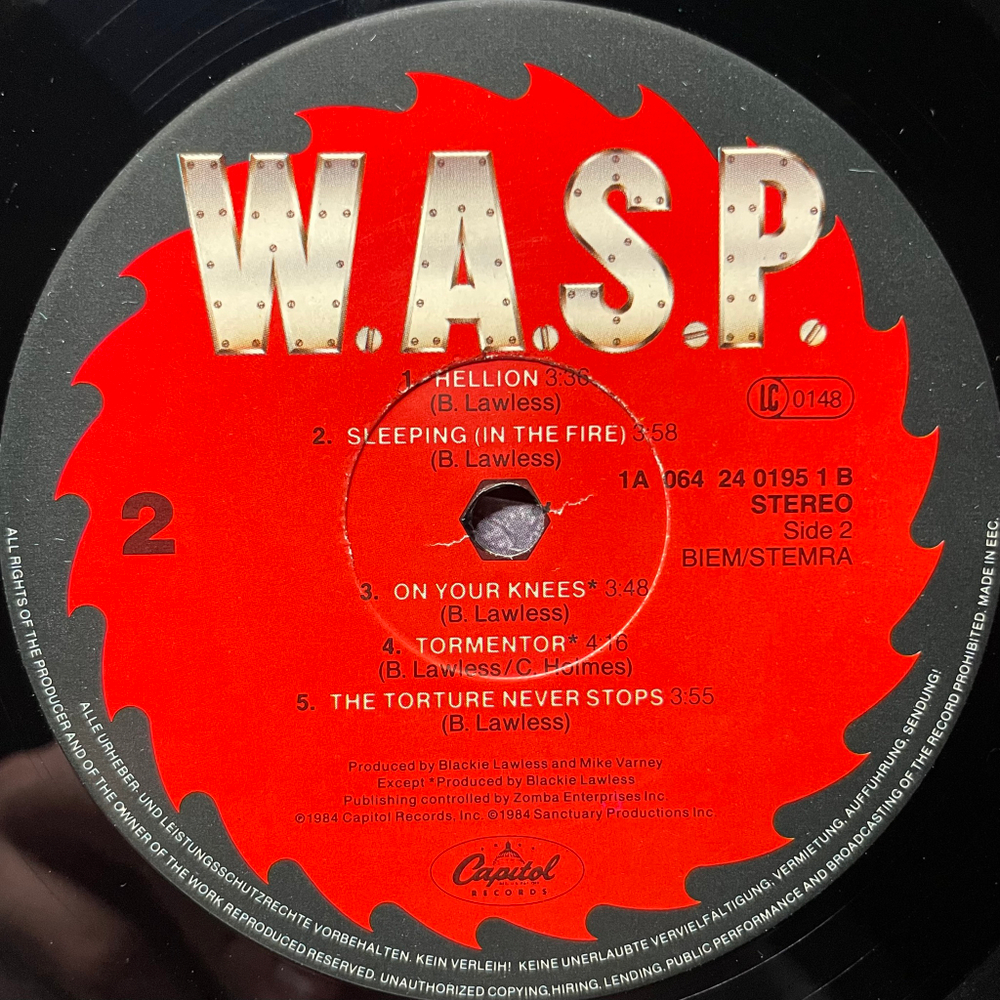 W.A.S.P.
1. HELLION 3:36
(B. Lawless)
LC 0148
2. SLEEPING (IN THE FIRE) 3:58
(B. Lawless)
1A 064 24 0195 1 B
STEREO
Side 2
BIEM/STEMRA
2
3. ON YOUR KNEES* 3:48
(B. Lawless)
4. TORMENTOR* 4:16
(B. Lawless/C. Holmes)
5. THE TORTURE NEVER STOPS 3:55
(B. Lawless)
Produced by Blackie Lawless and Mike Varney
Except *Produced by Blackie Lawless
Publishing controlled by Zomba Enterprises Inc.
℗1984 Capitol Records, Inc. ©1984 Sanctuary Productions Inc
Capitol
RECORDS
ALLE URHEBER- UND LEISTUNGSSCHUTZRECHTE VORBEHALTEN. KEIN VERLEIH! KEINE UNERLAUBTE VERVIELFALTIGUNG, VERMIETUNG, AUFFUHRUNG, SENDUNG!
ALL RIGHTS OF THE PRODUCER AND OF THE OWNER OF THE WORK REPRODUCED RESERVED. UNAUTHORIZED COPYING, HIRING, LENDING, PUBLIC PERFORMANCE AND BROADCASTING OF THE RECORD PROHIBITED. MADE IN EEC.